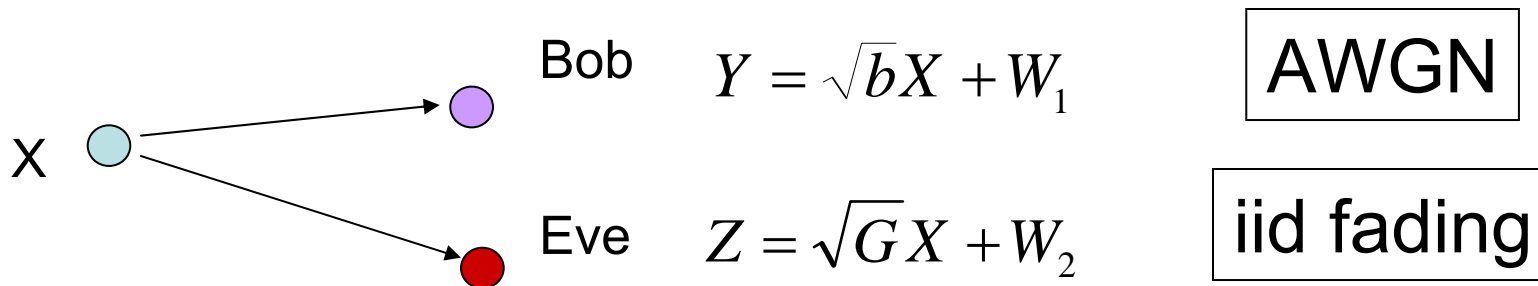 Bob Y = √b X + W₁ AWGN
X
Eve Z = √G X + W₂ iid fading